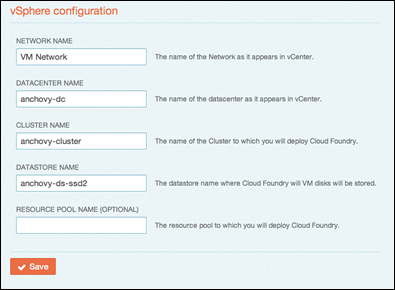 vSphere configuration
NETWORK NAME
VM Network
The name of the Network as it appears in vCenter.
DATACENTER NAME
anchovy-dc
The name of the datacenter as it appears in vCenter.
CLUSTER NAME
anchovy-cluster
The name of the Cluster to which you will deploy Cloud Foundry.
DATASTORE NAME
anchovy-ds-ssd2
The datastore name where Cloud Foundry will VM disks will be stored.
RESOURCE POOL NAME (OPTIONAL)
The resource pool to which you will deploy Cloud Foundry.
Save